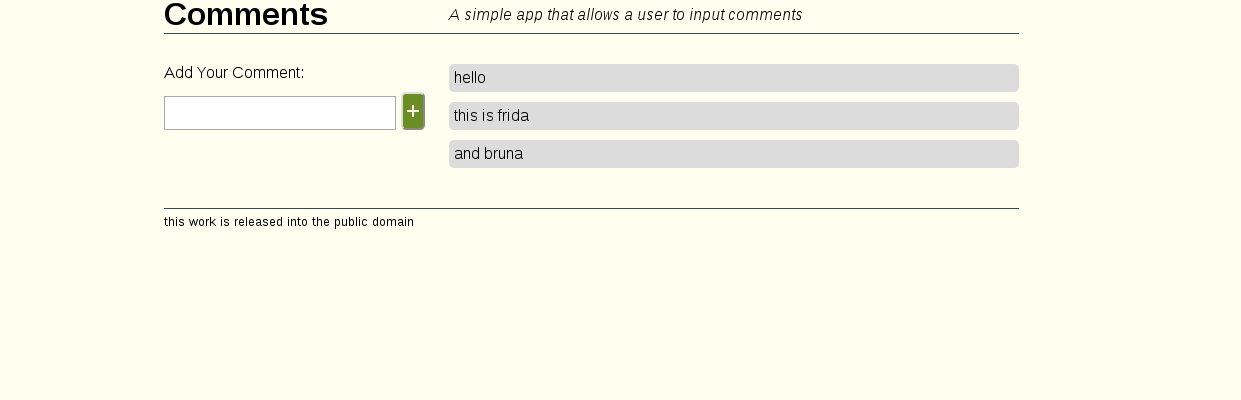 Comments
A simple app that allows a user to input comments
Add Your Comment:
+
hello
this is frida
and bruna
this work is released into the public domain